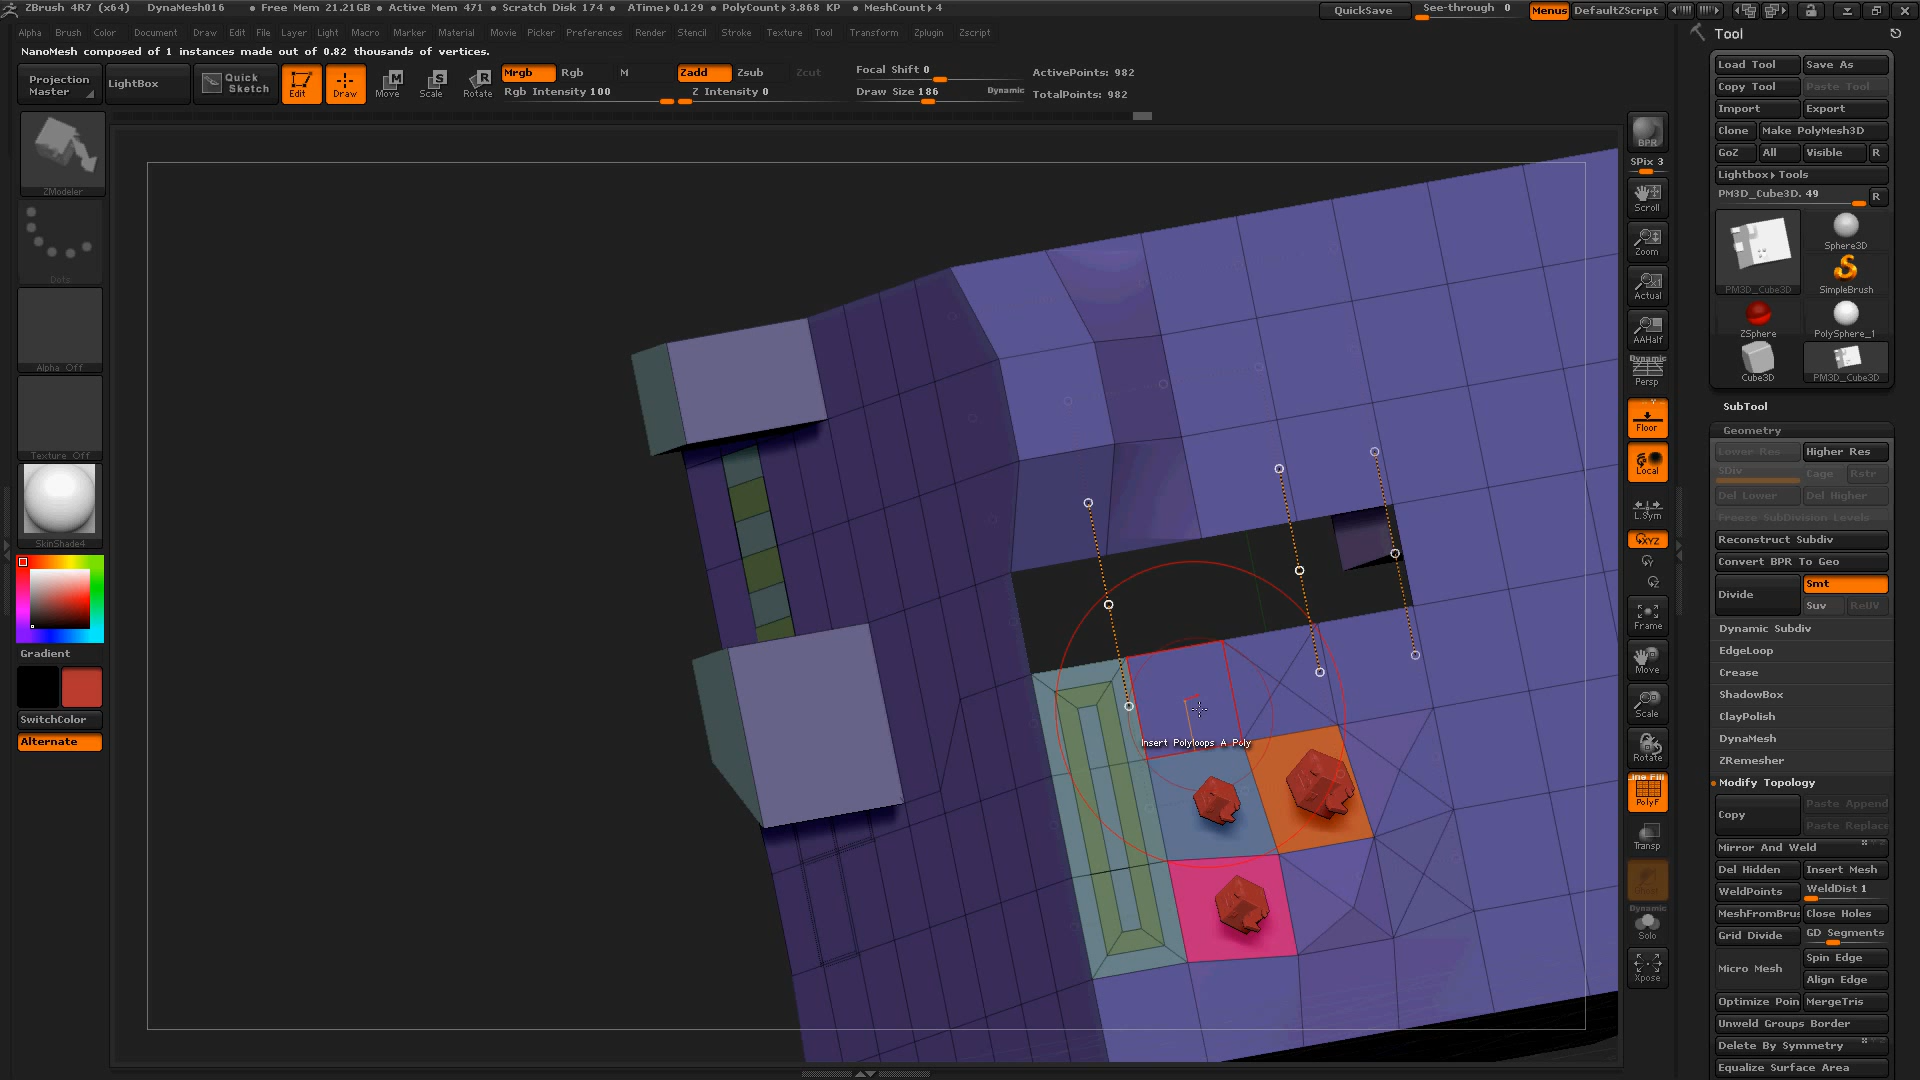 ZBrush 4R7 (x64) DynaMesh016 • Free Mem 21.21GB • Active Mem 471 • Scratch Disk 174 • ATime▸0.129 • PolyCount▸3.868 KP • MeshCount▸4 QuickSave See-through 0 Menus DefaultZScript
Alpha Brush Color Document Draw Edit File Layer Light Macro Marker Material Movie Picker Preferences Render Stencil Stroke Texture Tool Transform Zplugin Zscript
NanoMesh composed of 1 instances made out of 0.82 thousands of vertices.
Projection Master
LightBox
Quick Sketch
Edit
Draw
Move
Scale
Rotate
Mrgb Rgb M
Rgb Intensity 100
Zadd Zsub Zcut
Z Intensity 0
Focal Shift 0
Draw Size 186 Dynamic
ActivePoints: 982
TotalPoints: 982
ZModeler
Dots
Alpha Off
Texture Off
SkinShade4
Gradient
SwitchColor
Alternate
Insert Polyloops A Poly
BPR
SPix 3
Scroll
Zoom
Actual
AAHalf
Dynamic
Persp
Floor
Local
L.Sym
XYZ
Y
Z
Frame
Move
Scale
Rotate
PolyF
Transp
Ghost
Dynamic
Solo
Xpose
Tool
Load Tool Save As
Copy Tool Paste Tool
Import Export
Clone Make PolyMesh3D
GoZ All Visible R
Lightbox▸Tools
PM3D_Cube3D. 49 R
PM3D_Cube3D
Sphere3D
SimpleBrush
ZSphere
PolySphere_1
Cube3D
PM3D_Cube3D
SubTool
Geometry
Lower Res Higher Res
SDiv Cage Rstr
Del Lower Del Higher
Freeze SubDivision Levels
Reconstruct Subdiv
Convert BPR To Geo
Divide Smt
Suv ReUV
Dynamic Subdiv
EdgeLoop
Crease
ShadowBox
ClayPolish
DynaMesh
ZRemesher
Modify Topology
Copy Paste Append
Paste Replace
Mirror And Weld
Del Hidden Insert Mesh
WeldPoints WeldDist 1
MeshFromBrus Close Holes
Grid Divide GD Segments
Micro Mesh Spin Edge
Align Edge
Optimize Poin MergeTris
Unweld Groups Border
Delete By Symmetry
Equalize Surface Area